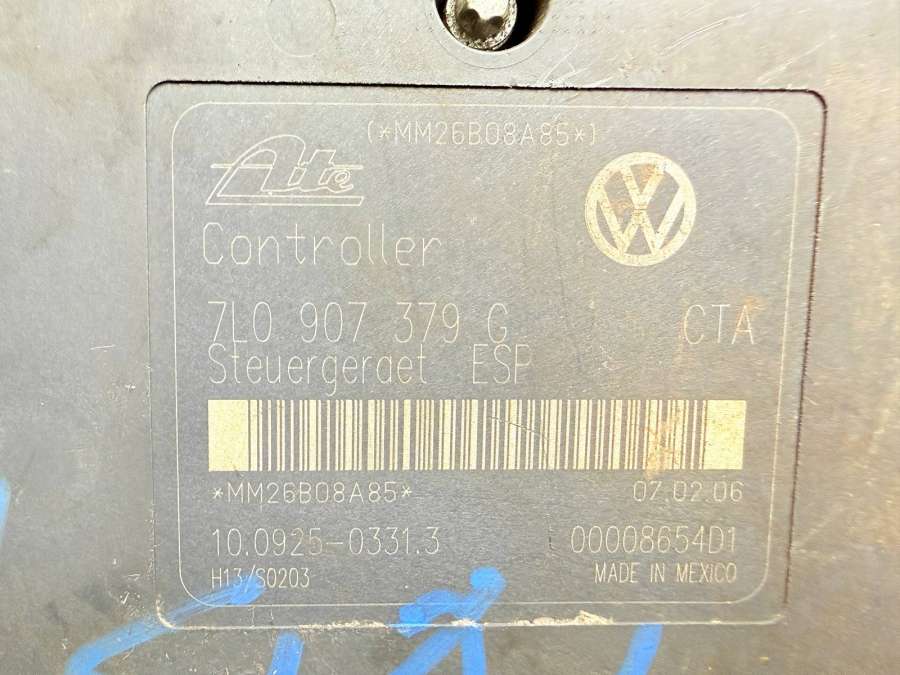 (*MM26B08A85*)
Ate
Controller
7L0 907 379 G CTA
Steuergeraet ESP
*MM26B08A85* 07.02.06
10.0925-0331.3 00008654D1
H13/S0203 MADE IN MEXICO